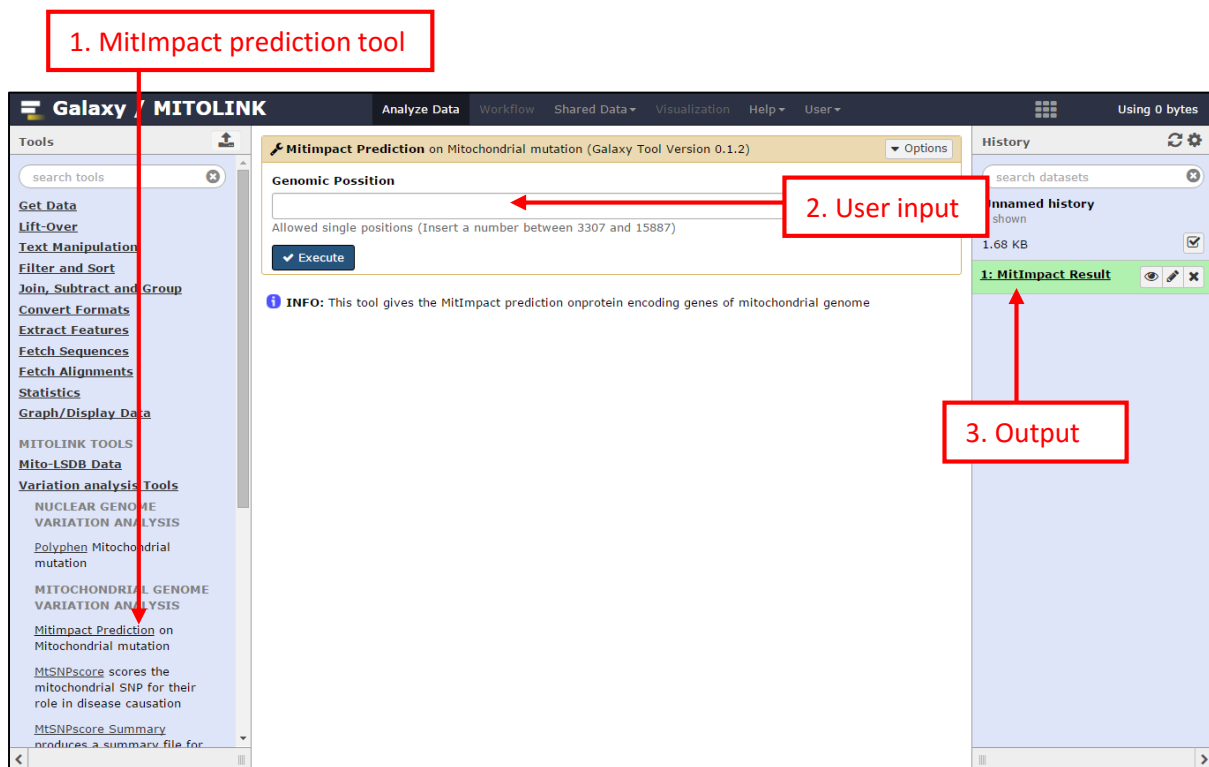 1. MitImpact prediction tool
Galaxy / MITOLINK
Analyze Data
Workflow
Shared Data
Visualization
Help
User
Using 0 bytes
Tools
search tools
Get Data
Lift-Over
Text Manipulation
Filter and Sort
Join, Subtract and Group
Convert Formats
Extract Features
Fetch Sequences
Fetch Alignments
Statistics
Graph/Display Data
MITOLINK TOOLS
Mito-LSDB Data
Variation analysis Tools
NUCLEAR GENOME
VARIATION ANALYSIS
Polyphen Mitochondrial
mutation
MITOCHONDRIAL GENOME
VARIATION ANALYSIS
Mitimpact Prediction on
Mitochondrial mutation
MtSNPscore scores the
mitochondrial SNP for their
role in disease causation
MtSNPscore Summary
produces a summary file for
Mitimpact Prediction on Mitochondrial mutation (Galaxy Tool Version 0.1.2)
Options
Genomic Possition
2. User input
Allowed single positions (Insert a number between 3307 and 15887)
Execute
INFO: This tool gives the MitImpact prediction onprotein encoding genes of mitochondrial genome
History
search datasets
Unnamed history
shown
1.68 KB
1: MitImpact Result
3. Output